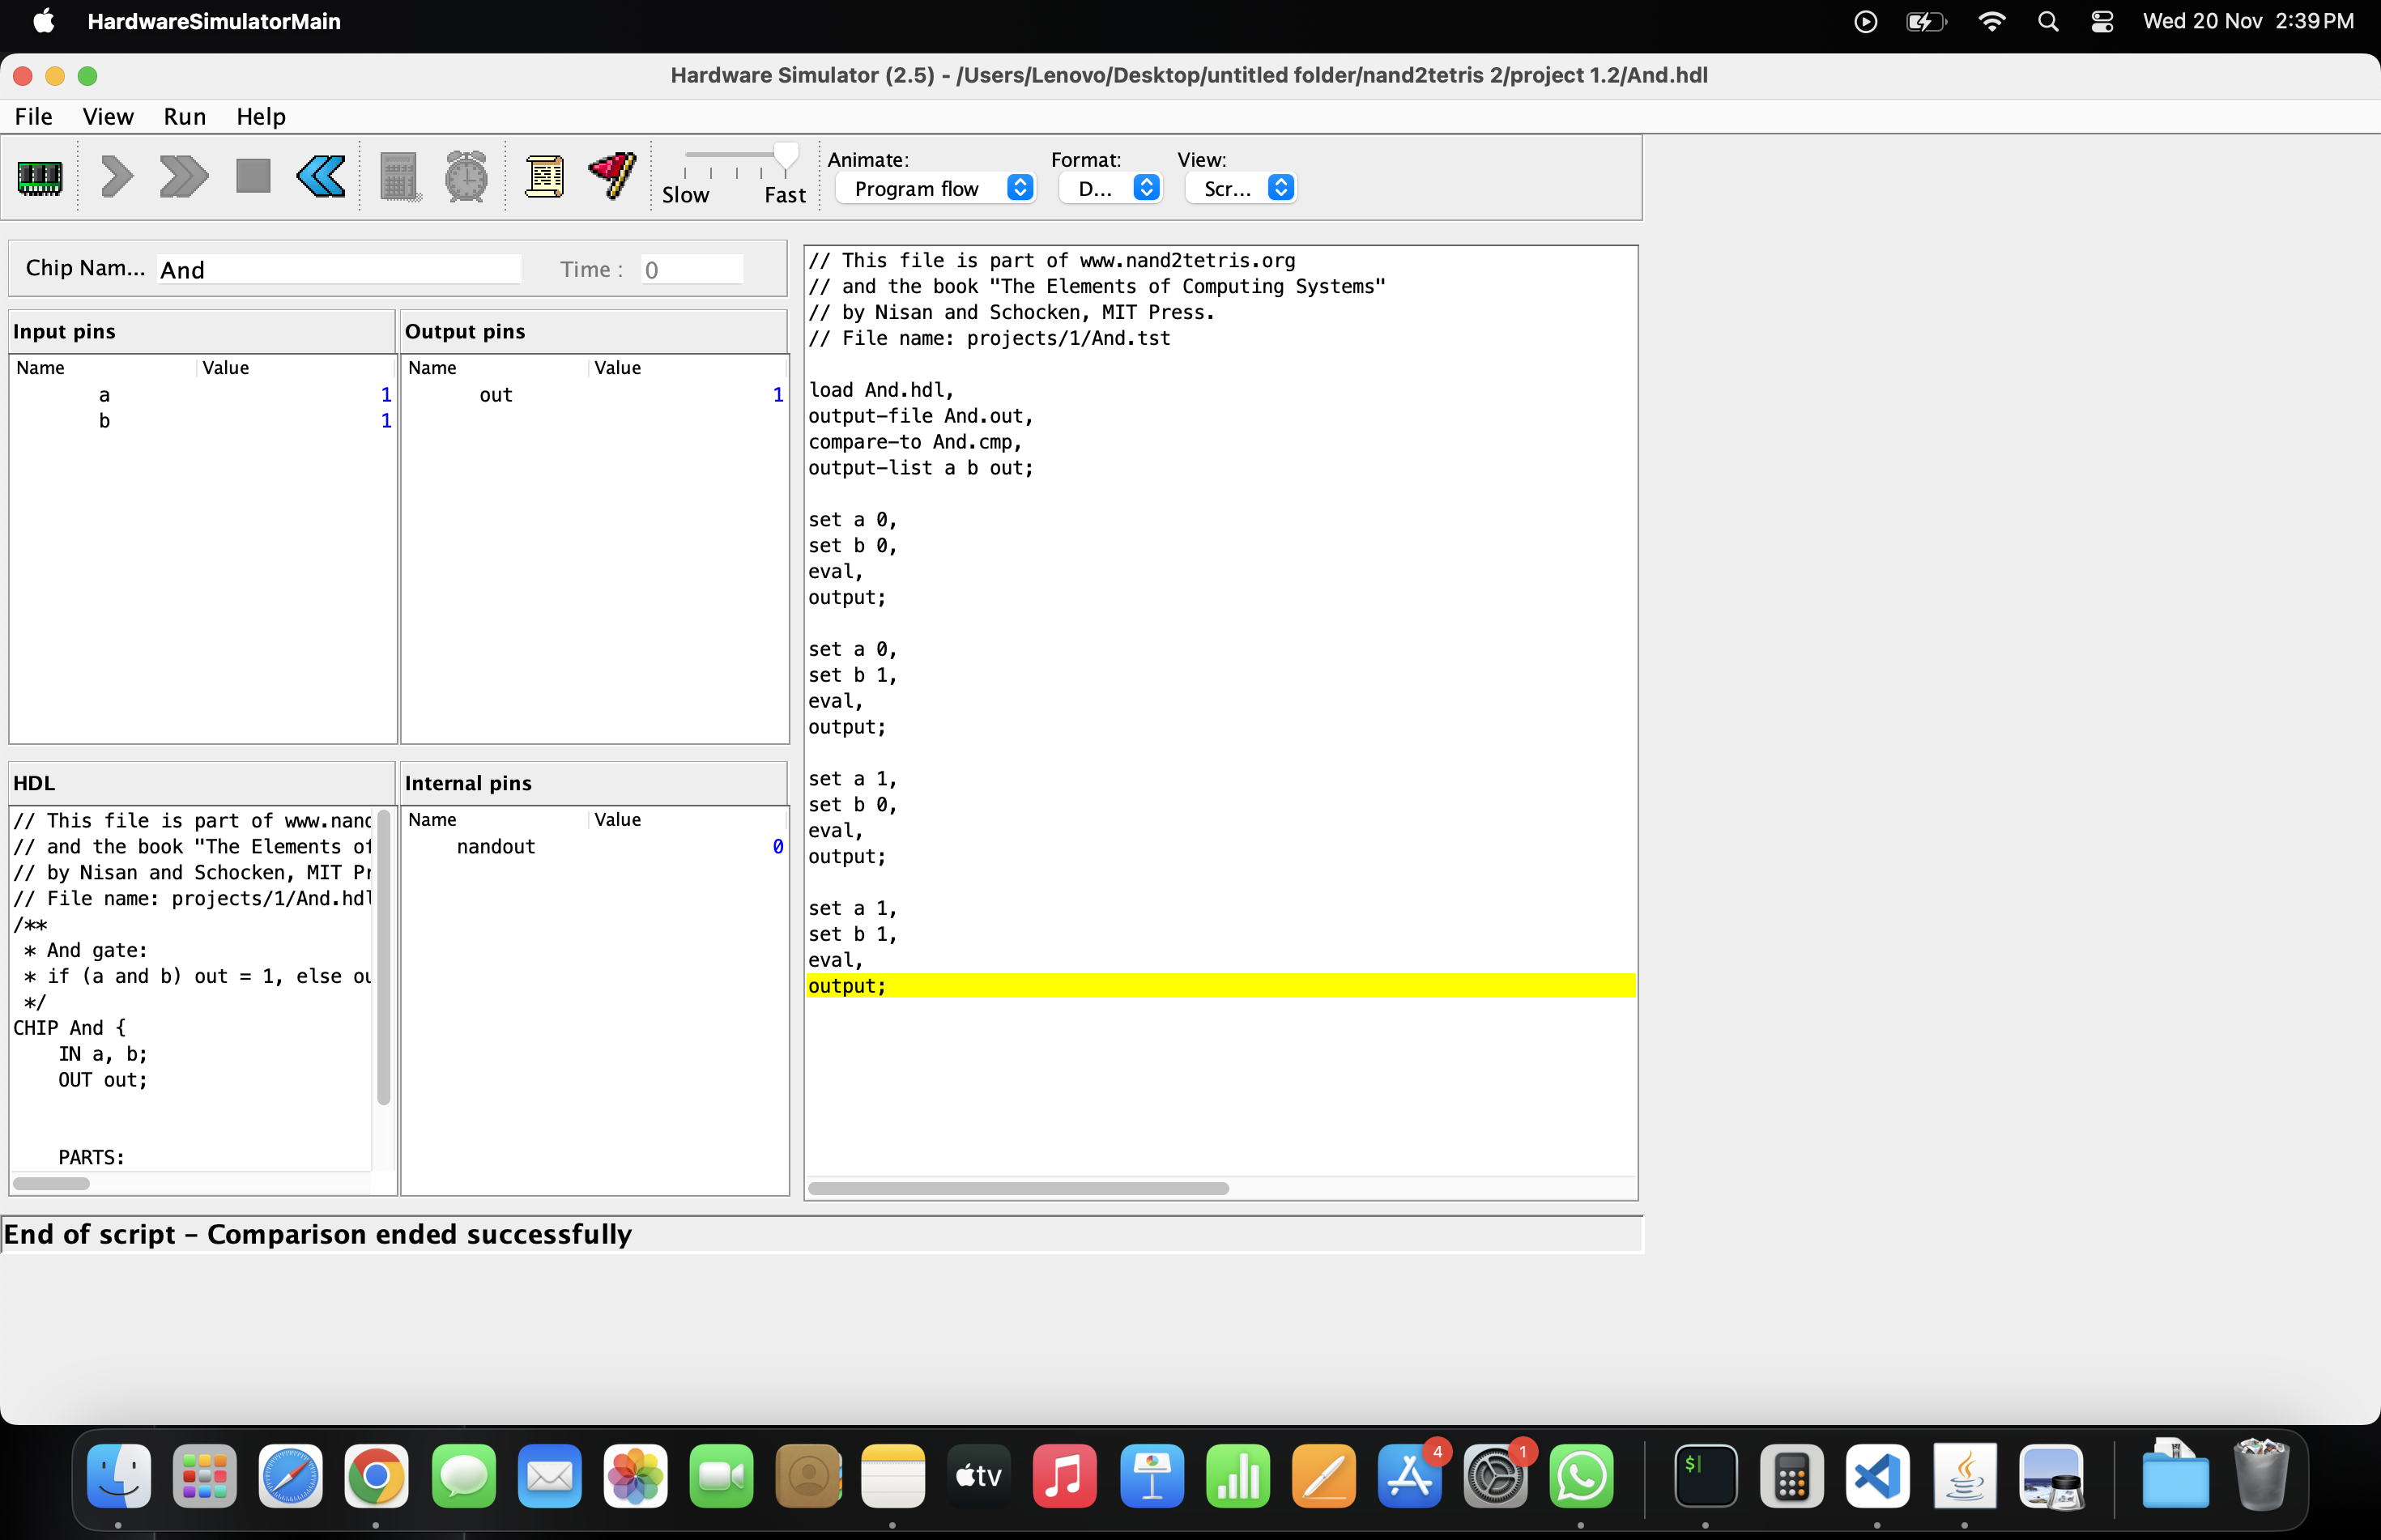 HardwareSimulatorMain
Wed 20 Nov 2:39 PM
Hardware Simulator (2.5) - /Users/Lenovo/Desktop/untitled folder/nand2tetris 2/project 1.2/And.hdl
File View Run Help
Slow Fast
Animate: Format: View:
Program flow D... Scr...
Chip Nam... And Time : 0
Input pins
Name Value
a 1
b 1
Output pins
Name Value
out 1
HDL
// This file is part of www.nand
// and the book "The Elements of
// by Nisan and Schocken, MIT Pr
// File name: projects/1/And.hdl
/**
* And gate:
* if (a and b) out = 1, else ou
*/
CHIP And {
IN a, b;
OUT out;
PARTS:
Internal pins
Name Value
nandout 0
// This file is part of www.nand2tetris.org
// and the book "The Elements of Computing Systems"
// by Nisan and Schocken, MIT Press.
// File name: projects/1/And.tst
load And.hdl,
output-file And.out,
compare-to And.cmp,
output-list a b out;
set a 0,
set b 0,
eval,
output;
set a 0,
set b 1,
eval,
output;
set a 1,
set b 0,
eval,
output;
set a 1,
set b 1,
eval,
output;
End of script - Comparison ended successfully
tv
4
1
$